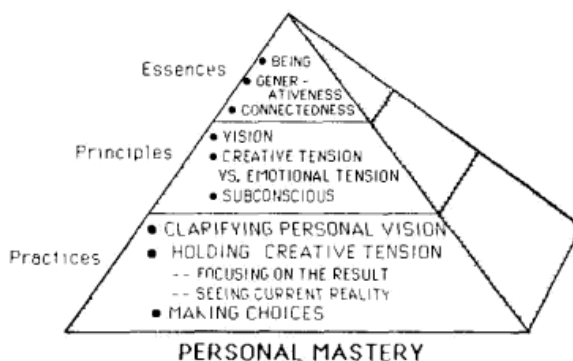 Essences
• BEING
• GENER-
ATIVENESS
• CONNECTEDNESS
Principles
• VISION
• CREATIVE TENSION
VS. EMOTIONAL TENSION
• SUBCONSCIOUS
Practices
• CLARIFYING PERSONAL VISION
• HOLDING CREATIVE TENSION
-- FOCUSING ON THE RESULT
-- SEEING CURRENT REALITY
• MAKING CHOICES
PERSONAL MASTERY